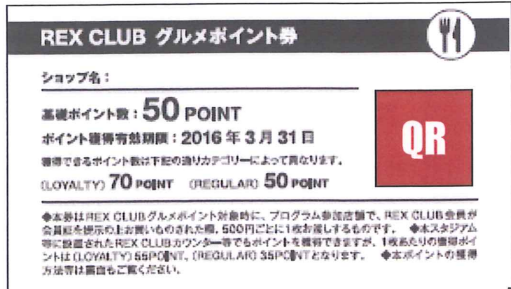 REX CLUB グルメポイント券
ショップ名：
基礎ポイント数：50 POINT
ポイント獲得有効期限：2016年3月31日
獲得できるポイント数は下記の通りカテゴリーによって異なります。
(LOYALTY) 70 POINT (REGULAR) 50 POINT
QR
◆本券はREX CLUBグルメポイント対象時に、プログラム参加店舗で、REX CLUB会員が
会員証を提示の上お買いものされた際、500円ごとに1枚お渡しするものです。 ◆本スタジアム
等に設置されたREX CLUBカウンター等でもポイントを獲得できますが、1枚あたりの獲得ポイ
ントは(LOYALTY) 55POINT、(REGULAR) 35POINTとなります。 ◆本ポイントの獲得
方法等は裏面もご覧ください。